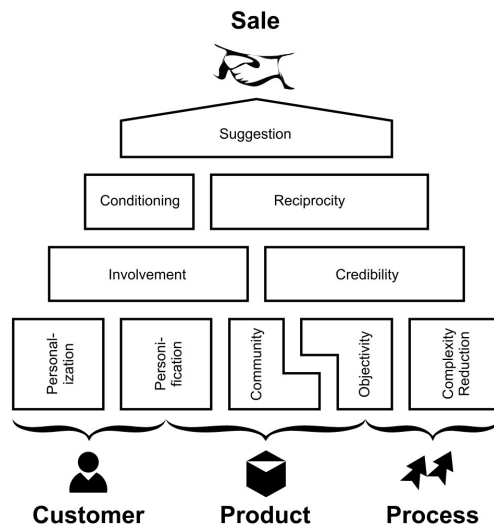 Sale
Suggestion
Conditioning
Reciprocity
Involvement
Credibility
Personal-
ization
Personi-
fication
Community
Objectivity
Complexity
Reduction
Customer
Product
Process